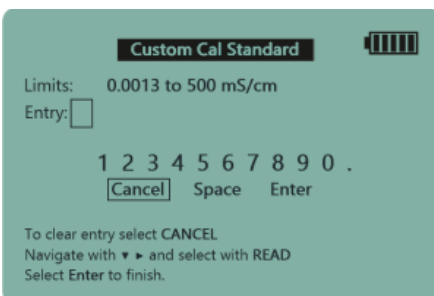 Custom Cal Standard
Limits: 0.0013 to 500 mS/cm
Entry:
1 2 3 4 5 6 7 8 9 0 .
Cancel Space Enter
To clear entry select CANCEL
Navigate with ▾ ▸ and select with READ
Select Enter to finish.